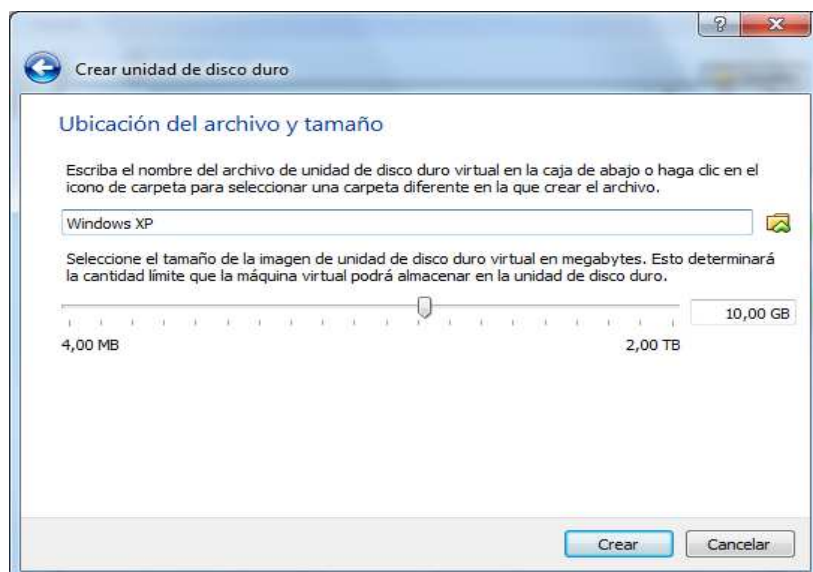 Crear unidad de disco duro
Ubicación del archivo y tamaño
Escriba el nombre del archivo de unidad de disco duro virtual en la caja de abajo o haga clic en el
icono de carpeta para seleccionar una carpeta diferente en la que crear el archivo.
Windows XP
Seleccione el tamaño de la imagen de unidad de disco duro virtual en megabytes. Esto determinará
la cantidad límite que la máquina virtual podrá almacenar en la unidad de disco duro.
10,00 GB
4,00 MB 2,00 TB
Crear Cancelar